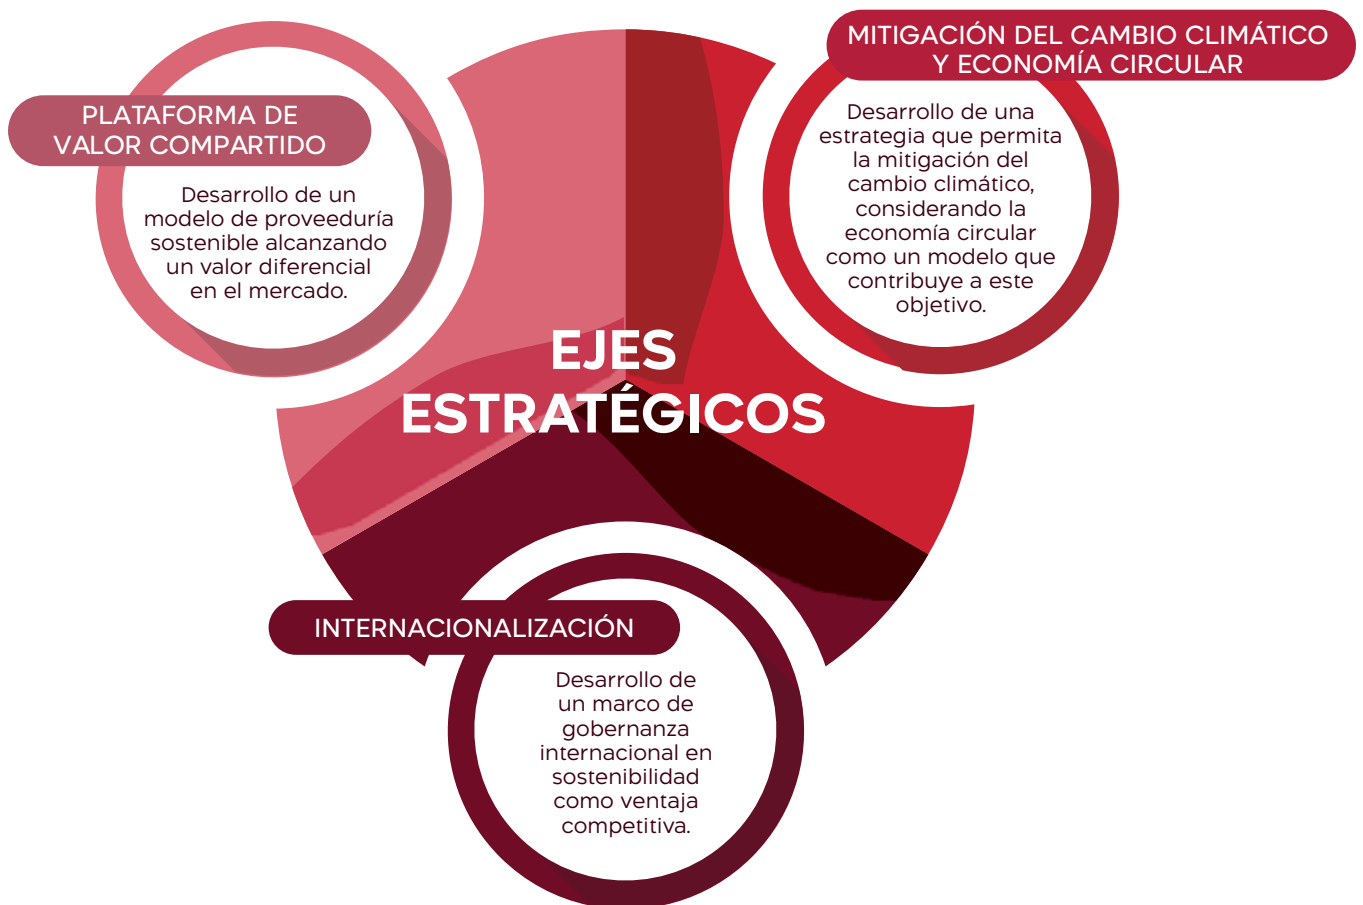 PLATAFORMA DE
VALOR COMPARTIDO
Desarrollo de un
modelo de proveeduría
sostenible alcanzando
un valor diferencial
en el mercado.
MITIGACIÓN DEL CAMBIO CLIMÁTICO
Y ECONOMÍA CIRCULAR
Desarrollo de una
estrategia que permita
la mitigación del
cambio climático,
considerando la
economía circular
como un modelo que
contribuye a este
objetivo.
EJES
ESTRATÉGICOS
INTERNACIONALIZACIÓN
Desarrollo de
un marco de
gobernanza
internacional en
sostenibilidad
como ventaja
competitiva.